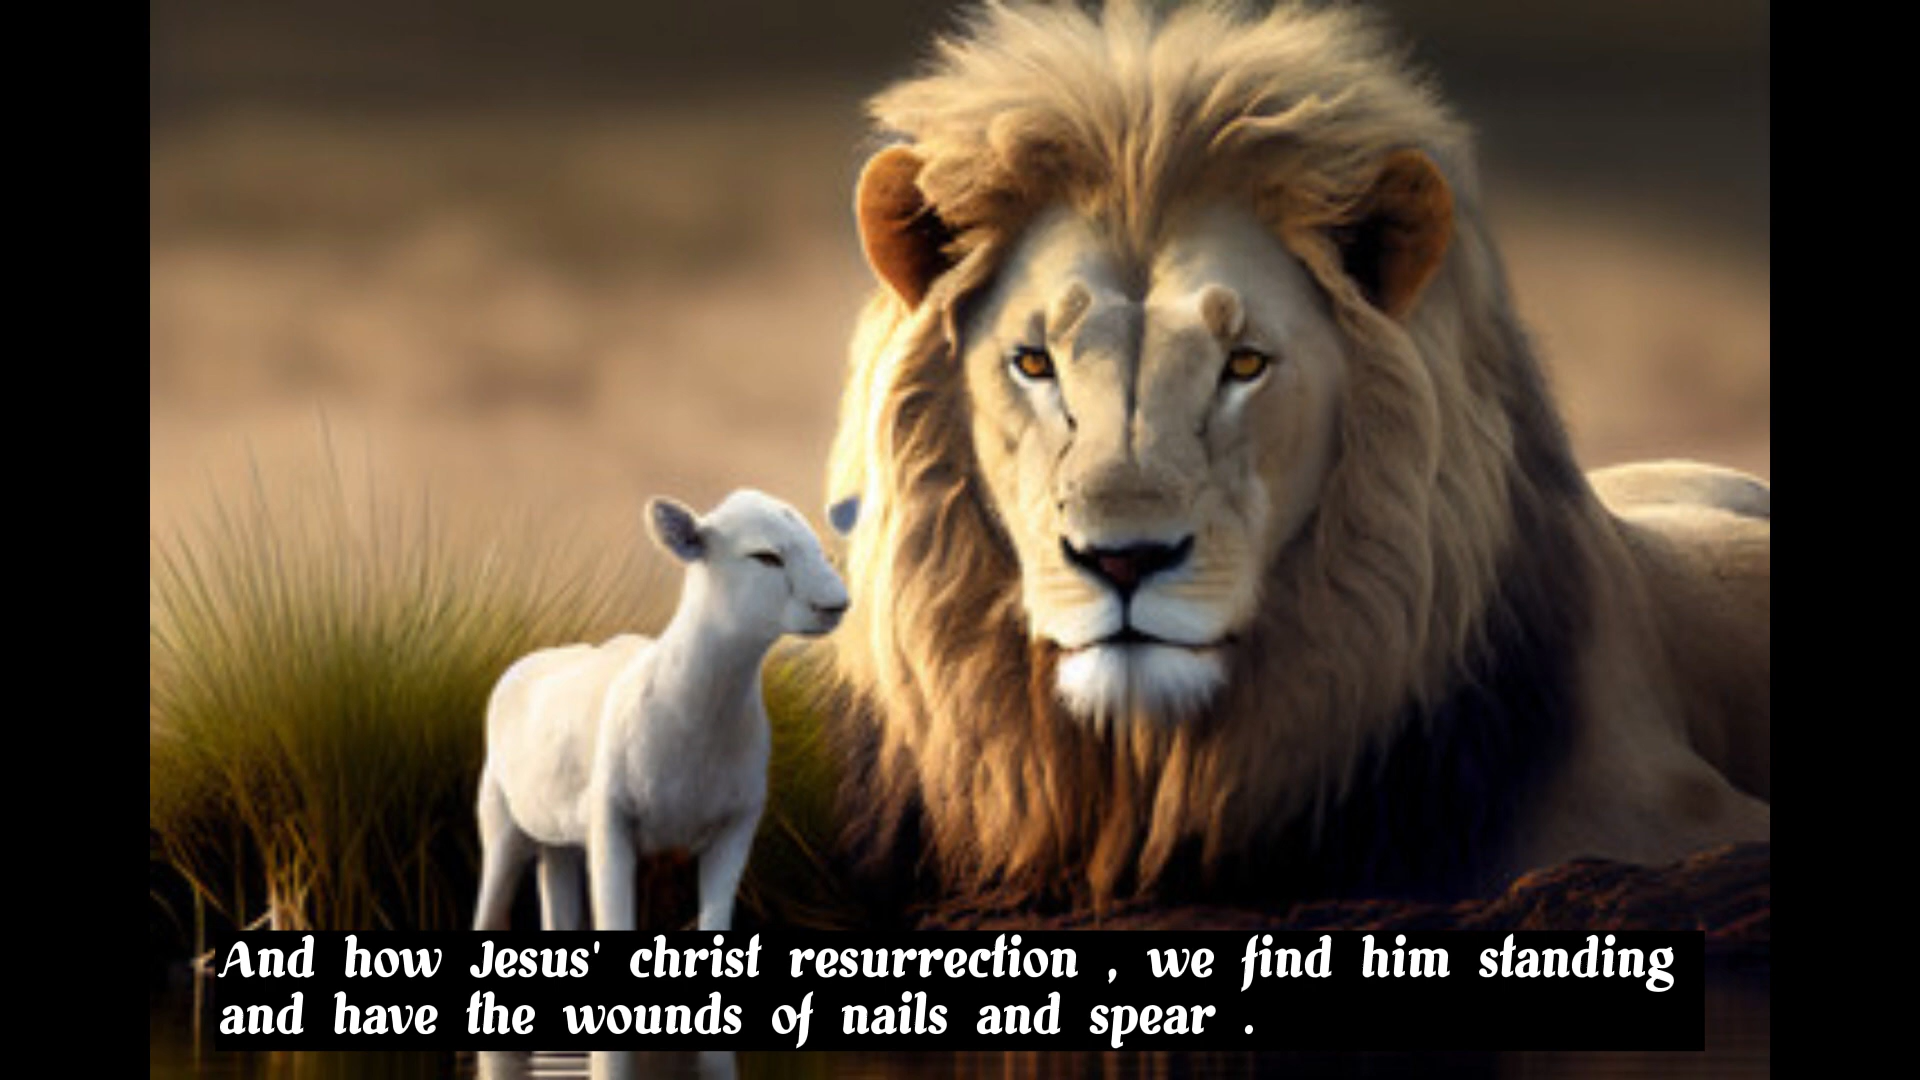 And how Jesus' christ resurrection , we find him standing
and have the wounds of nails and spear .